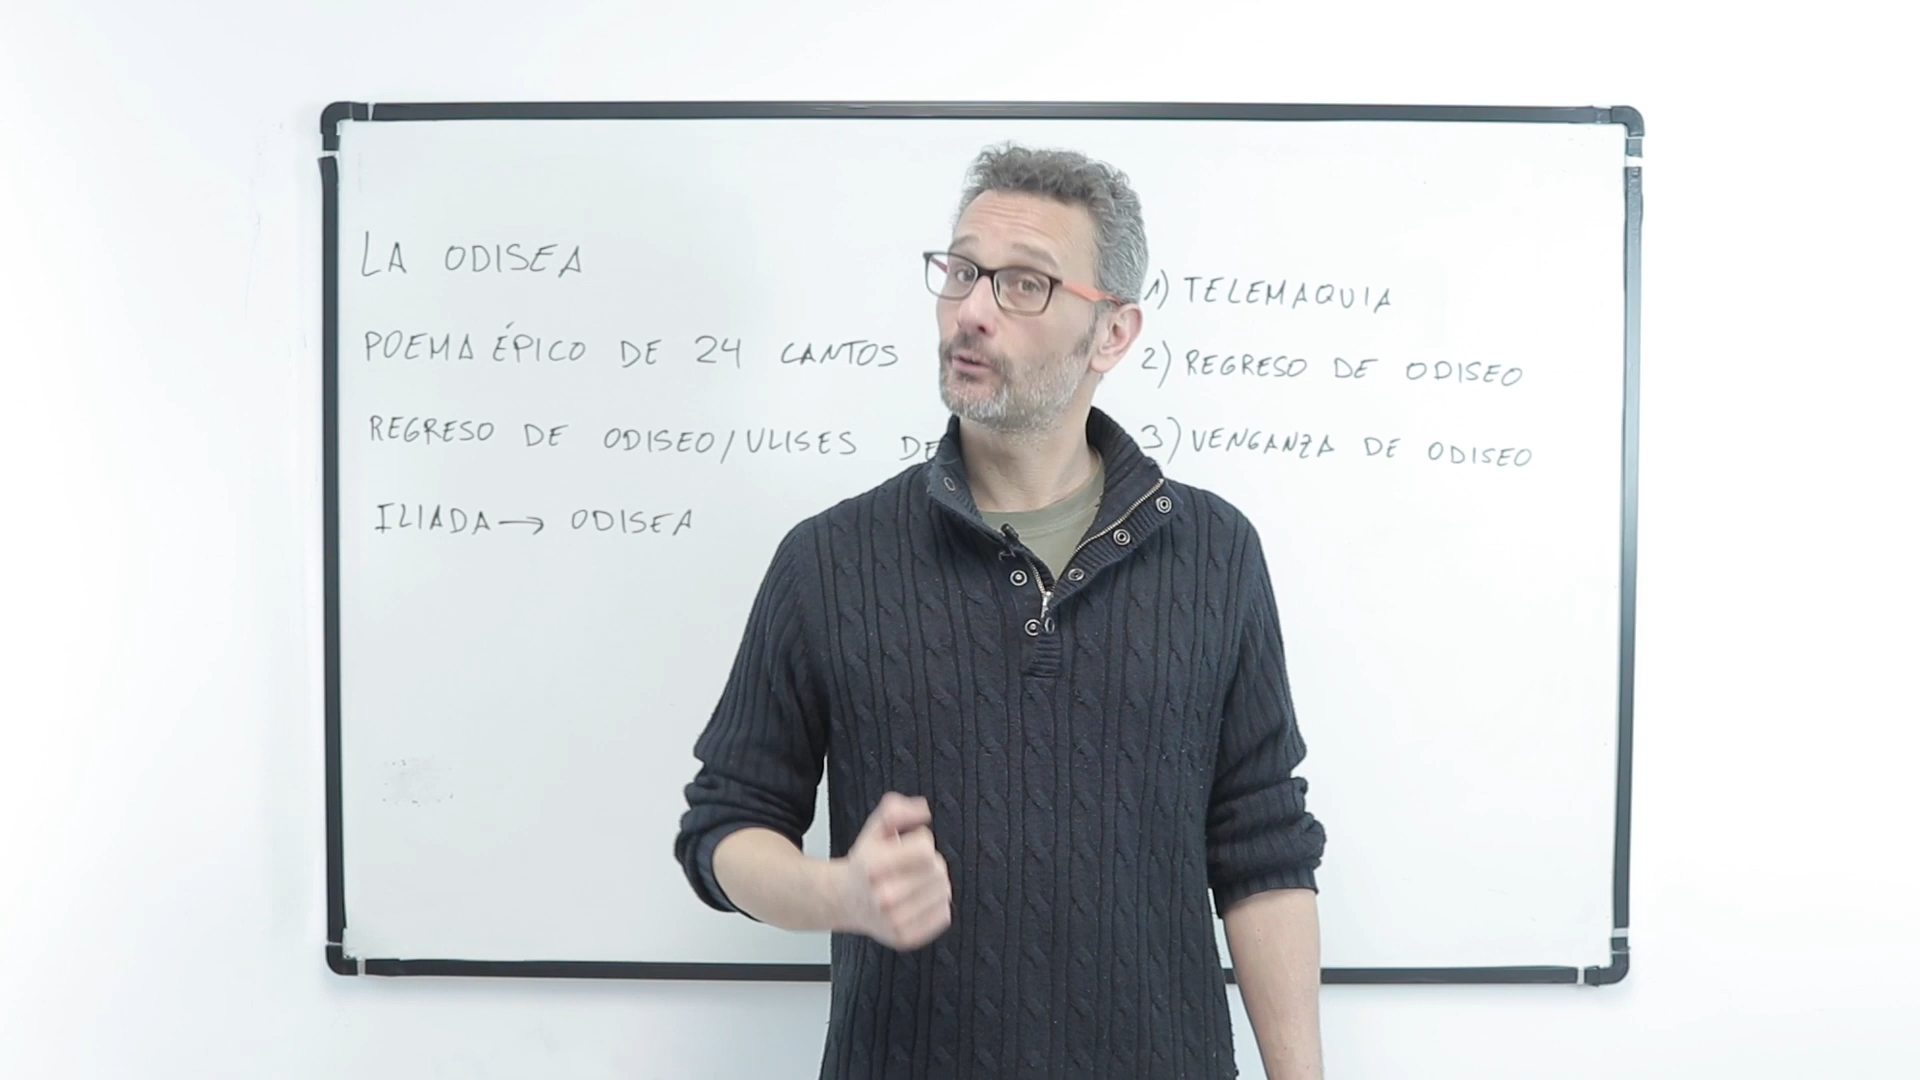 LA ODISEA
POEMA ÉPICO DE 24 CANTOS
REGRESO DE ODISEO/ULISES DE
ILIADA → ODISEA
1) TELEMAQUIA
2) REGRESO DE ODISEO
3) VENGANZA DE ODISEO